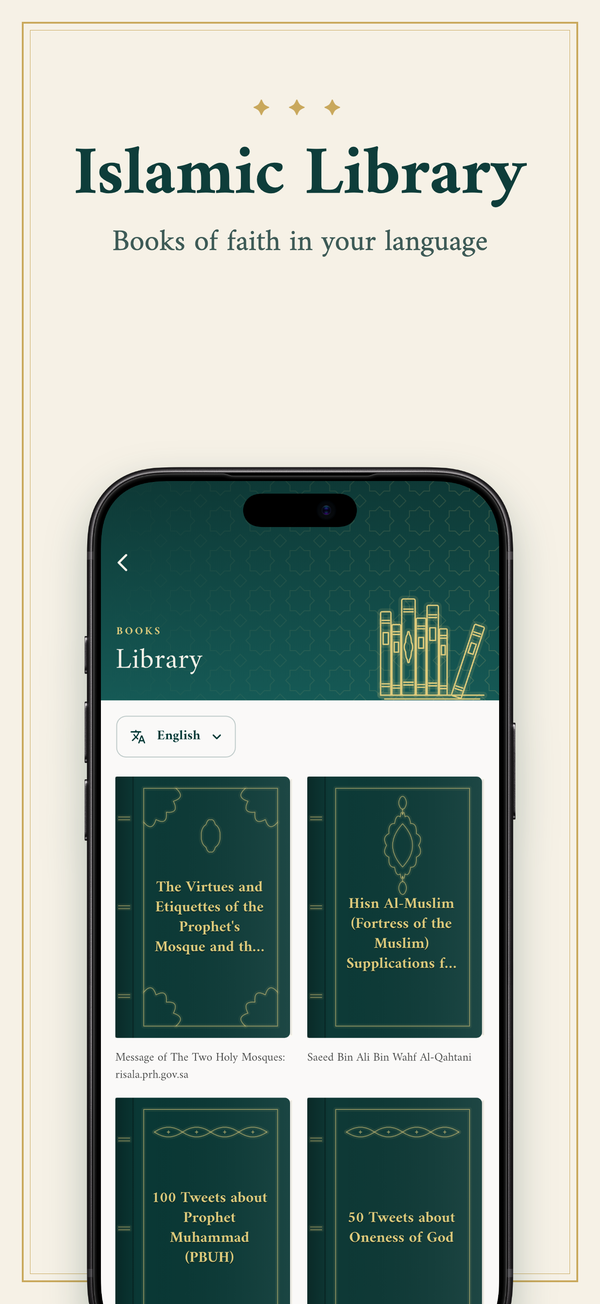 Islamic Library
Books of faith in your language
BOOKS
Library
English
The Virtues and
Etiquettes of the
Prophet's
Mosque and th...
Hisn Al-Muslim
(Fortress of the
Muslim)
Supplications f...
Message of The Two Holy Mosques:
risala.prh.gov.sa
Saeed Bin Ali Bin Wahf Al-Qahtani
100 Tweets about
Prophet
Muhammad
(PBUH)
50 Tweets about
Oneness of God